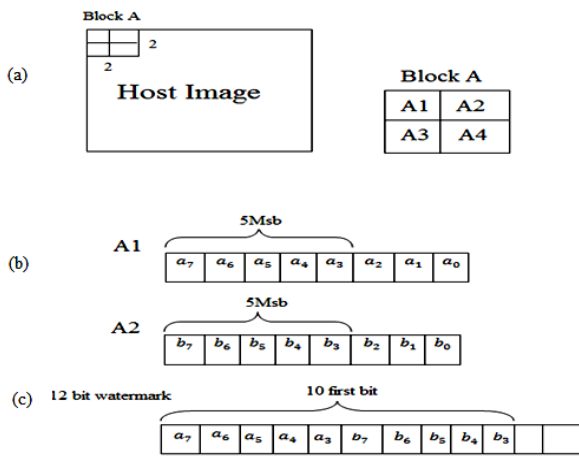 Block A
2
2
(a)
Host Image
Block A
A1 A2
A3 A4
5Msb
A1
(b)
a₇ a₆ a₅ a₄ a₃ a₂ a₁ a₀
5Msb
A2
b₇ b₆ b₅ b₄ b₃ b₂ b₁ b₀
(c) 12 bit watermark 10 first bit
a₇ a₆ a₅ a₄ a₃ b₇ b₆ b₅ b₄ b₃